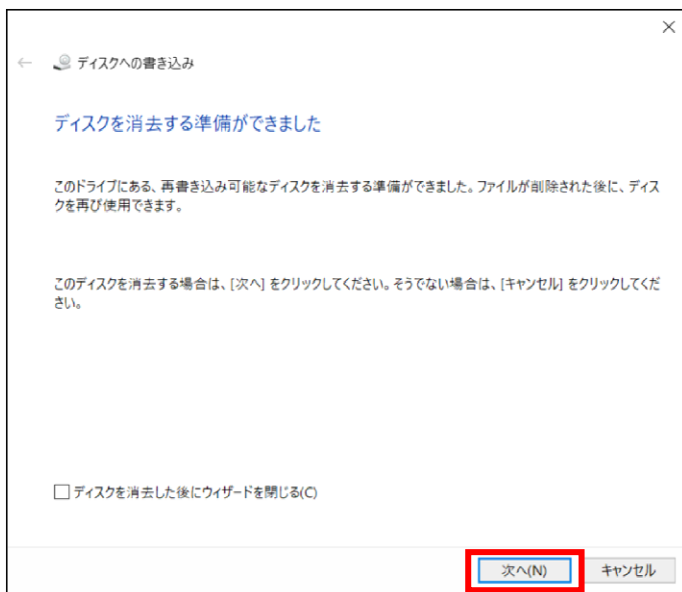 ディスクへの書き込み
ディスクを消去する準備ができました
このドライブにある、再書き込み可能なディスクを消去する準備ができました。ファイルが削除された後に、ディス
クを再び使用できます。
このディスクを消去する場合は、[次へ] をクリックしてください。そうでない場合は、[キャンセル] をクリックしてくだ
さい。
ディスクを消去した後にウィザードを閉じる(C)
次へ(N) キャンセル